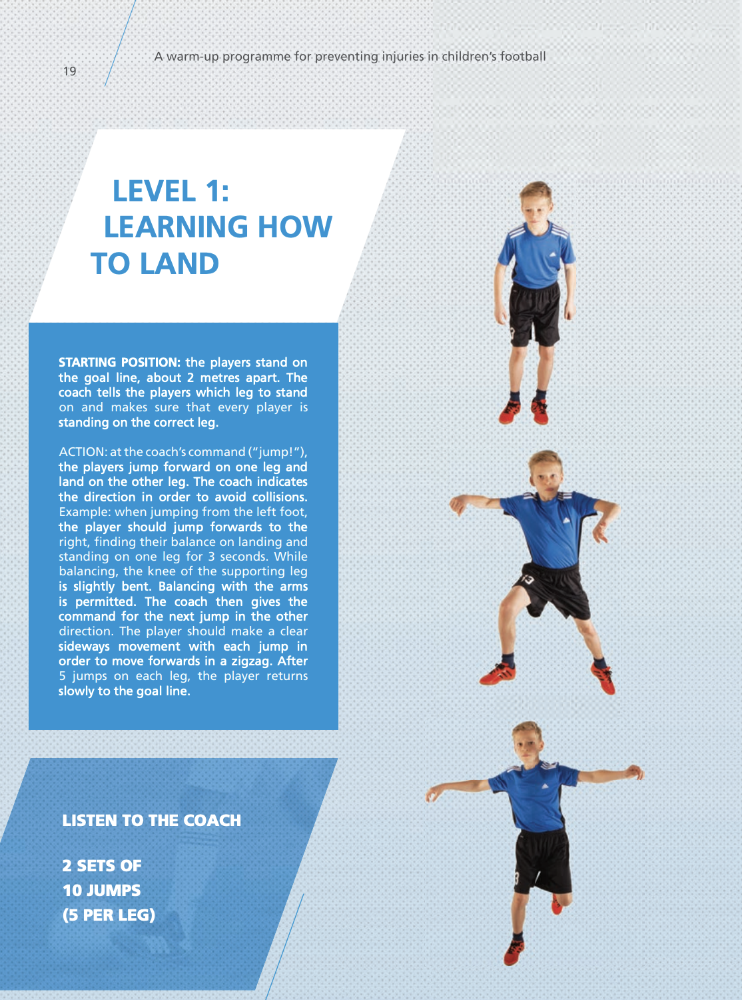 A warm-up programme for preventing injuries in children’s football
19
LEVEL 1:
LEARNING HOW
TO LAND
STARTING POSITION: the players stand on
the goal line, about 2 metres apart. The
coach tells the players which leg to stand
on and makes sure that every player is
standing on the correct leg.
ACTION: at the coach’s command (“jump!”),
the players jump forward on one leg and
land on the other leg. The coach indicates
the direction in order to avoid collisions.
Example: when jumping from the left foot,
the player should jump forwards to the
right, finding their balance on landing and
standing on one leg for 3 seconds. While
balancing, the knee of the supporting leg
is slightly bent. Balancing with the arms
is permitted. The coach then gives the
command for the next jump in the other
direction. The player should make a clear
sideways movement with each jump in
order to move forwards in a zigzag. After
5 jumps on each leg, the player returns
slowly to the goal line.
LISTEN TO THE COACH
2 SETS OF
10 JUMPS
(5 PER LEG)
13